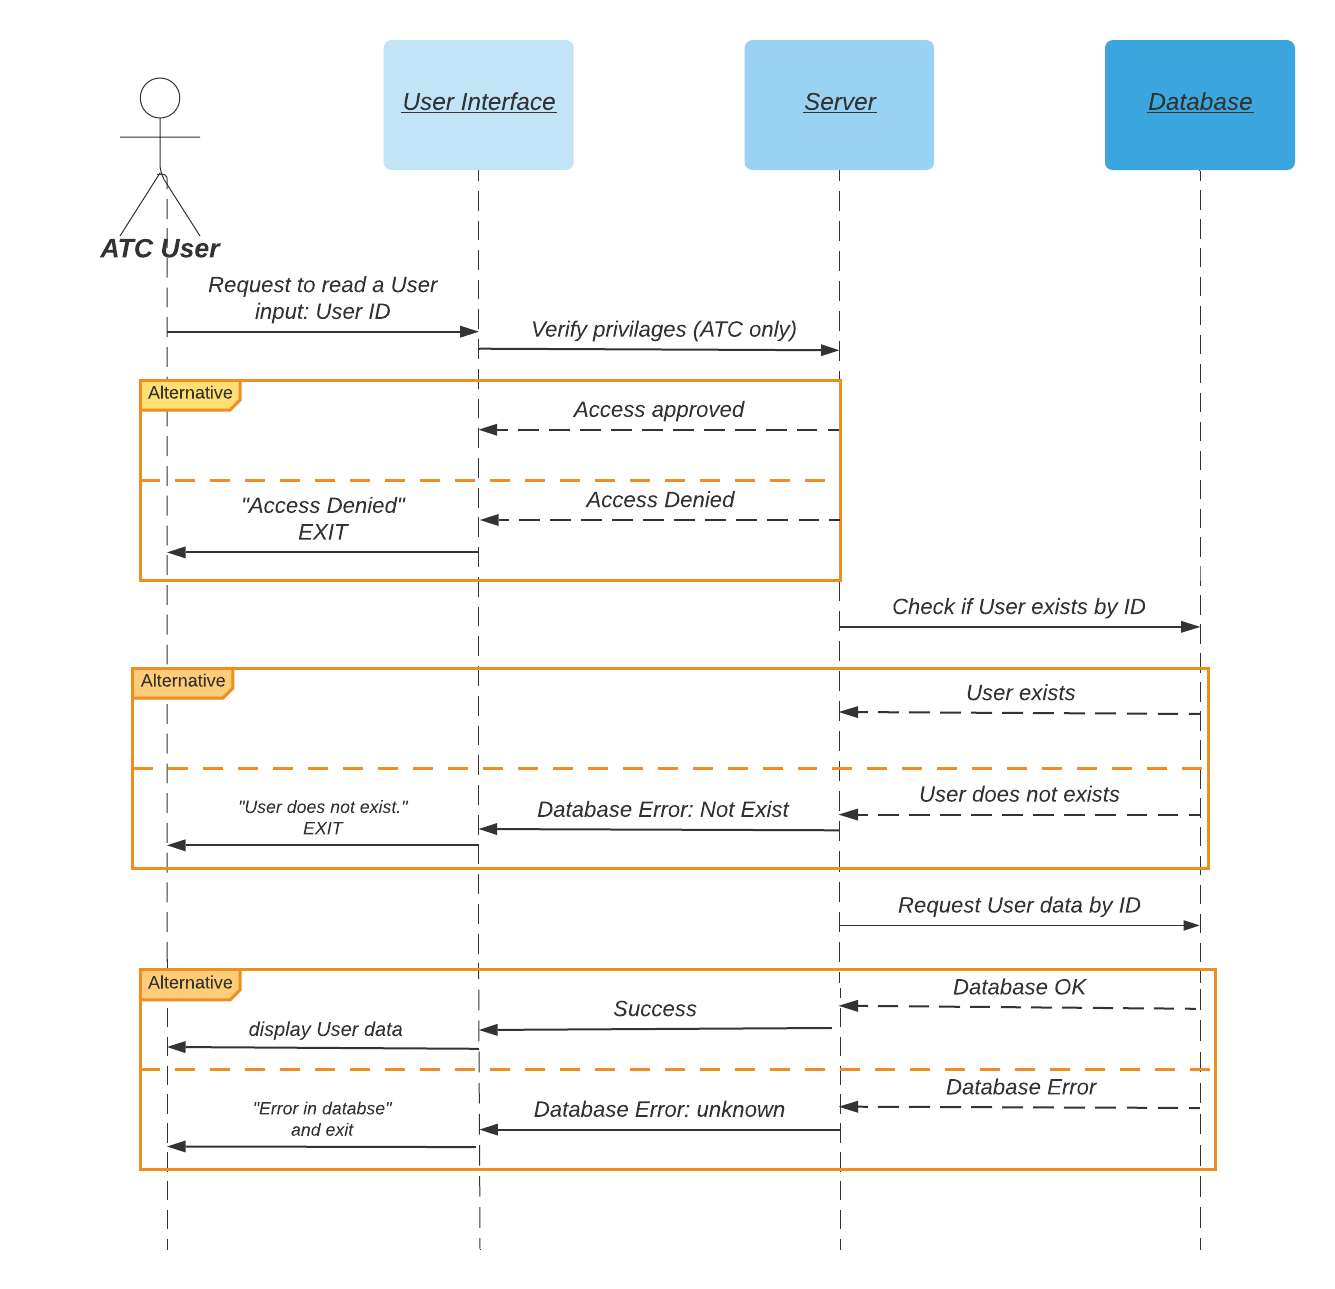 User Interface
Server
Database
ATC User
Request to read a User
input: User ID
Verify privilages (ATC only)
Alternative
Access approved
Access Denied
"Access Denied"
EXIT
Check if User exists by ID
Alternative
User exists
User does not exists
Database Error: Not Exist
"User does not exist."
EXIT
Request User data by ID
Alternative
Database OK
Success
display User data
Database Error
Database Error: unknown
"Error in databse"
and exit